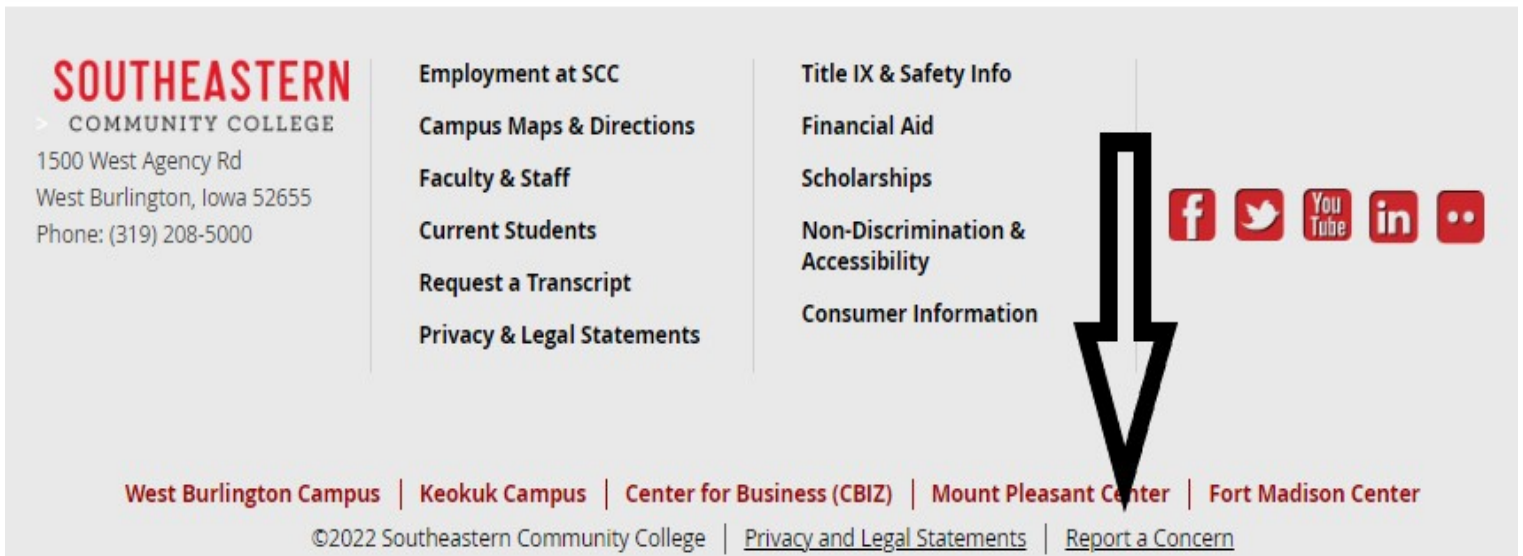 SOUTHEASTERN
> COMMUNITY COLLEGE
1500 West Agency Rd
West Burlington, Iowa 52655
Phone: (319) 208-5000
Employment at SCC
Campus Maps & Directions
Faculty & Staff
Current Students
Request a Transcript
Privacy & Legal Statements
Title IX & Safety Info
Financial Aid
Scholarships
Non-Discrimination &
Accessibility
Consumer Information
f You Tube in
West Burlington Campus | Keokuk Campus | Center for Business (CBIZ) | Mount Pleasant Center | Fort Madison Center
©2022 Southeastern Community College | Privacy and Legal Statements | Report a Concern